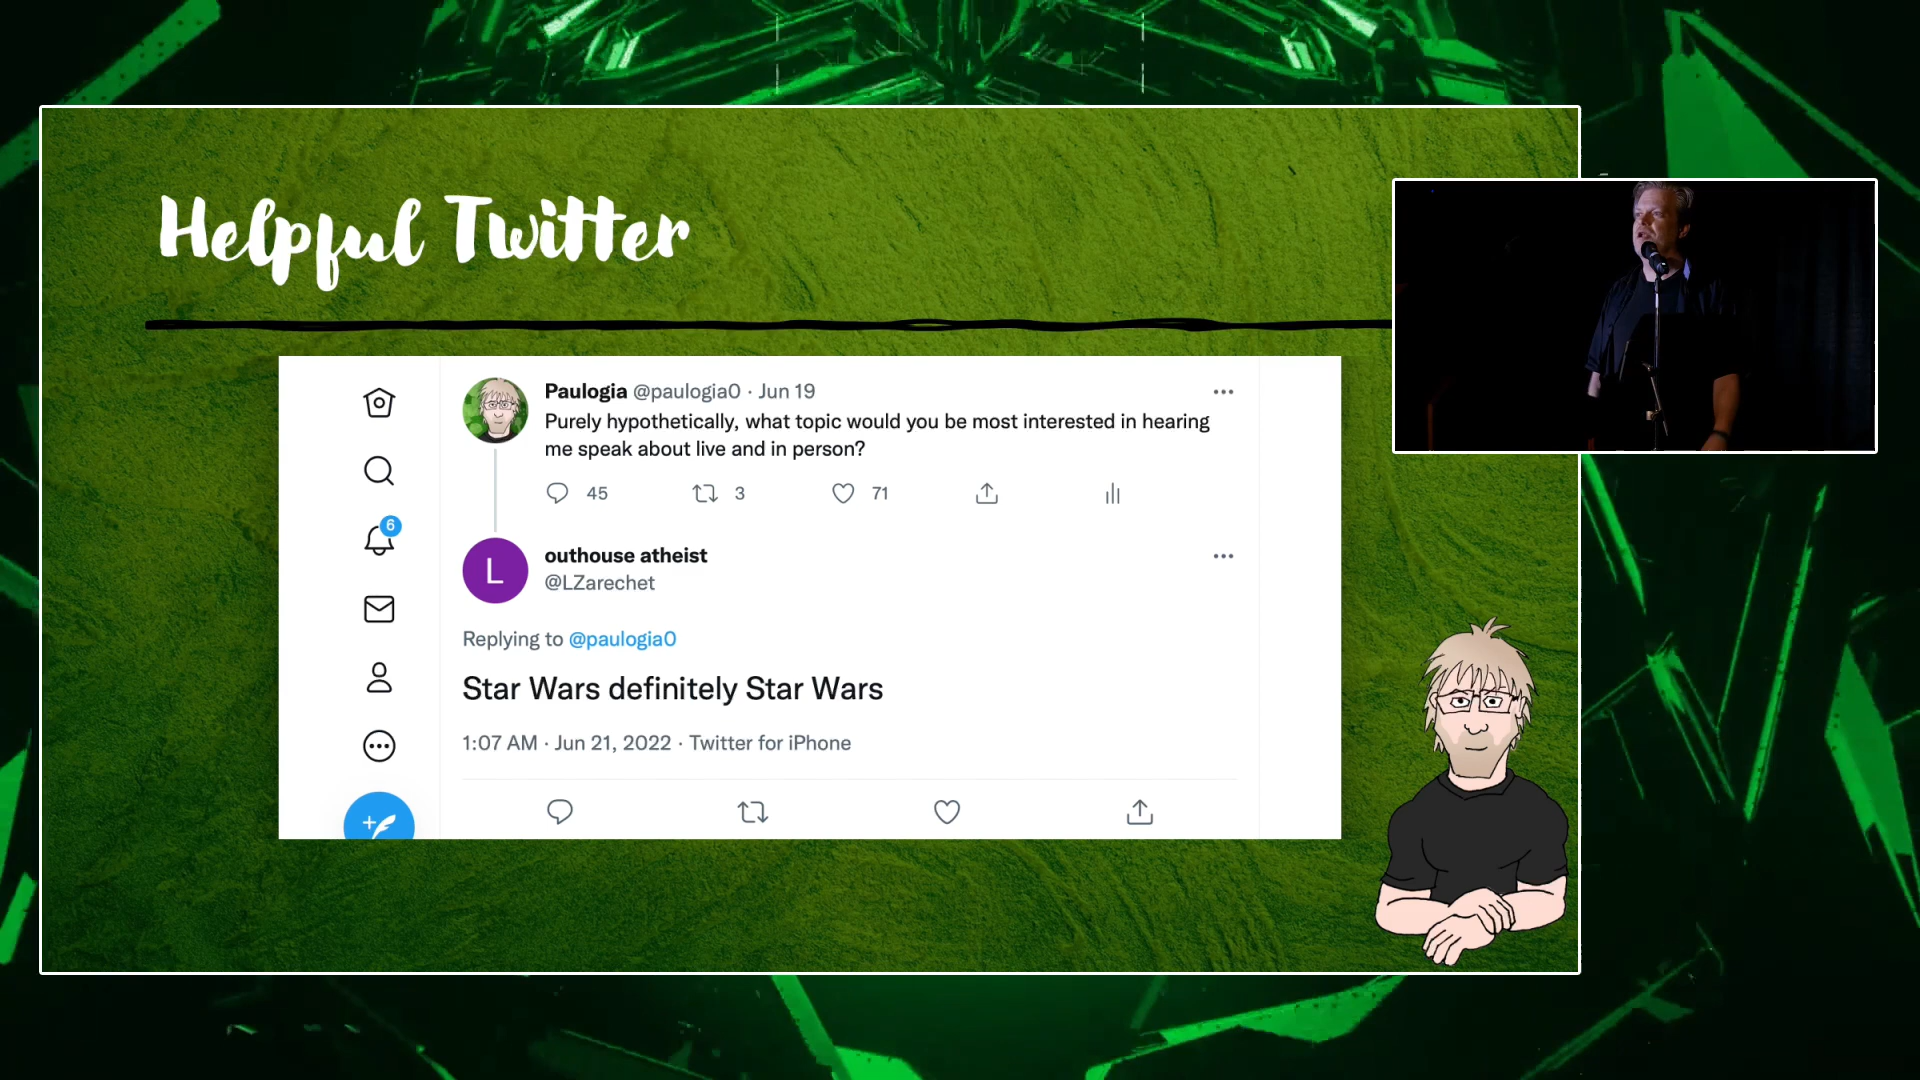 Helpful Twitter
Paulogia @paulogia0 · Jun 19
Purely hypothetically, what topic would you be most interested in hearing
me speak about live and in person?
45 3 71
6
L
outhouse atheist
@LZarechet
Replying to @paulogia0
Star Wars definitely Star Wars
1:07 AM · Jun 21, 2022 · Twitter for iPhone